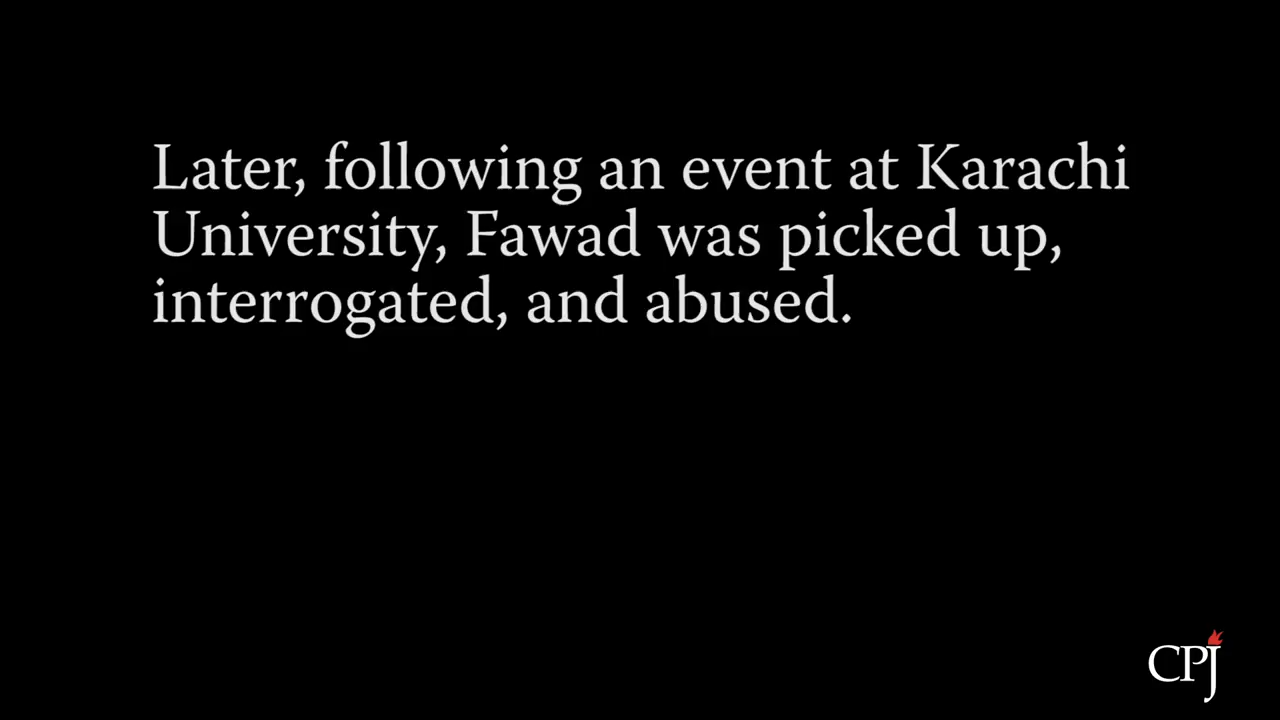 Later, following an event at Karachi
University, Fawad was picked up,
interrogated, and abused.
CPJ